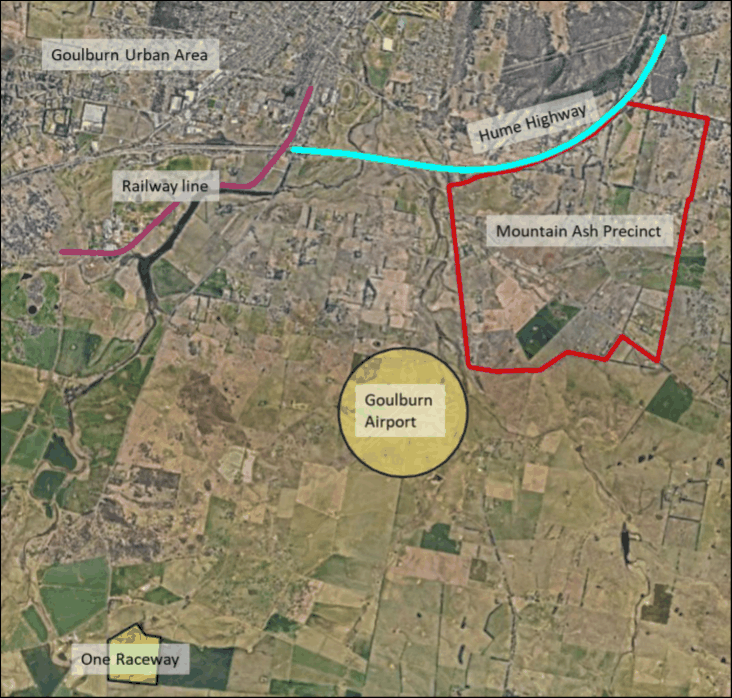 Goulburn Urban Area
Hume Highway
Railway line
Mountain Ash Precinct
Goulburn
Airport
One Raceway